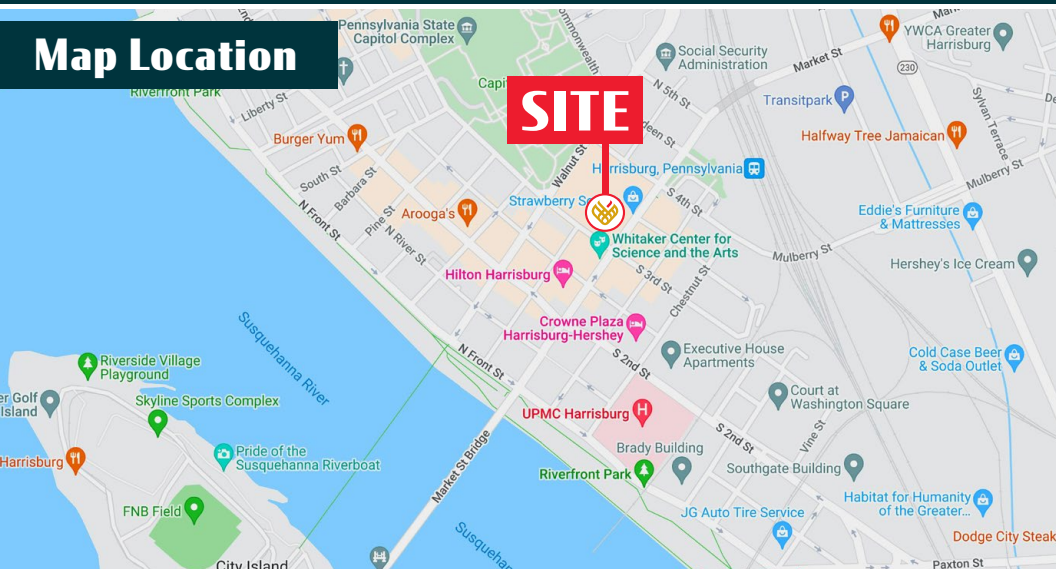 Map Location
Pennsylvania State
Capitol Complex
Commonwealth
Social Security
Administration
Market St
YWCA Greater
Harrisburg
230
Riverfront Park
Liberty St
N 5th St
SITE
Transitpark
P
Sylvan Terrace
Burger Yum
Halfway Tree Jamaican
Walnut St
Harrisburg, Pennsylvania
Mulberry St
South St
Barbara St
N Front St
Pine St
Arooga's
S 4th St
N River St
Whitaker Center for
Science and the Arts
Eddie's Furniture
& Mattresses
Mulberry St
Hershey's Ice Cream
Hilton Harrisburg
S 3rd St
Chestnut St
Crowne Plaza
Harrisburg-Hershey
Susquehanna River
N Front St
S 2nd St
Executive House
Apartments
Cold Case Beer
& Soda Outlet
Riverside Village
Playground
Skyline Sports Complex
Island
Court at
Washington Square
UPMC Harrisburg
H
S 2nd St
Vine St
Brady Building
Harrisburg
Pride of the
Susquehanna Riverboat
Market St Bridge
Riverfront Park
Southgate Building
FNB Field
JG Auto Tire Service
Habitat for Humanity
of the Greater...
Dodge City Steak
City Island
Paxton St